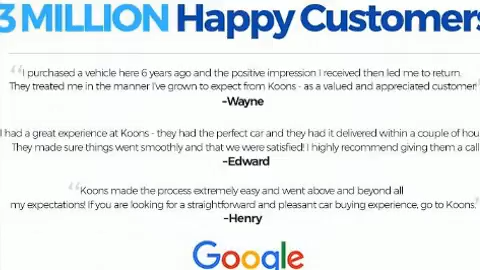 3 MILLION Happy Customers
“I purchased a vehicle here 6 years ago and the positive impression I received then led me to return.
They treated me in the manner I've grown to expect from Koons - as a valued and appreciated customer!”
-Wayne
I had a great experience at Koons - they had the perfect car and they had it delivered within a couple of
They made sure things went smoothly and that we were satisfied! I highly recommend giving them a call
-Edward
“Koons made the process extremely easy and went above and beyond all
my expectations! If you are looking for a straightforward and pleasant car buying experience, go to Koons.”
-Henry
Google